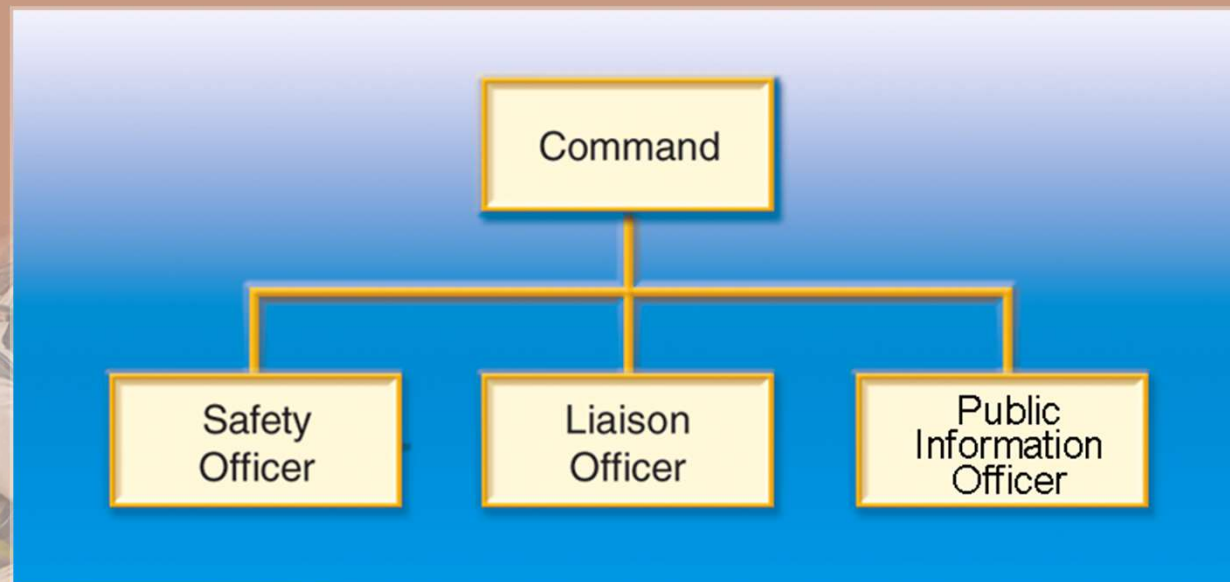 Command
Safety
Officer
Liaison
Officer
Public
Information
Officer